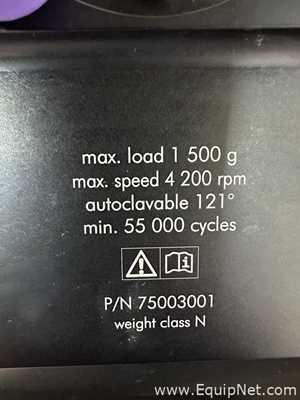 max. load 1 500 g
max. speed 4 200 rpm
autoclavable 121°
min. 55 000 cycles
P/N 75003001
weight class N
www.EquipNet.com